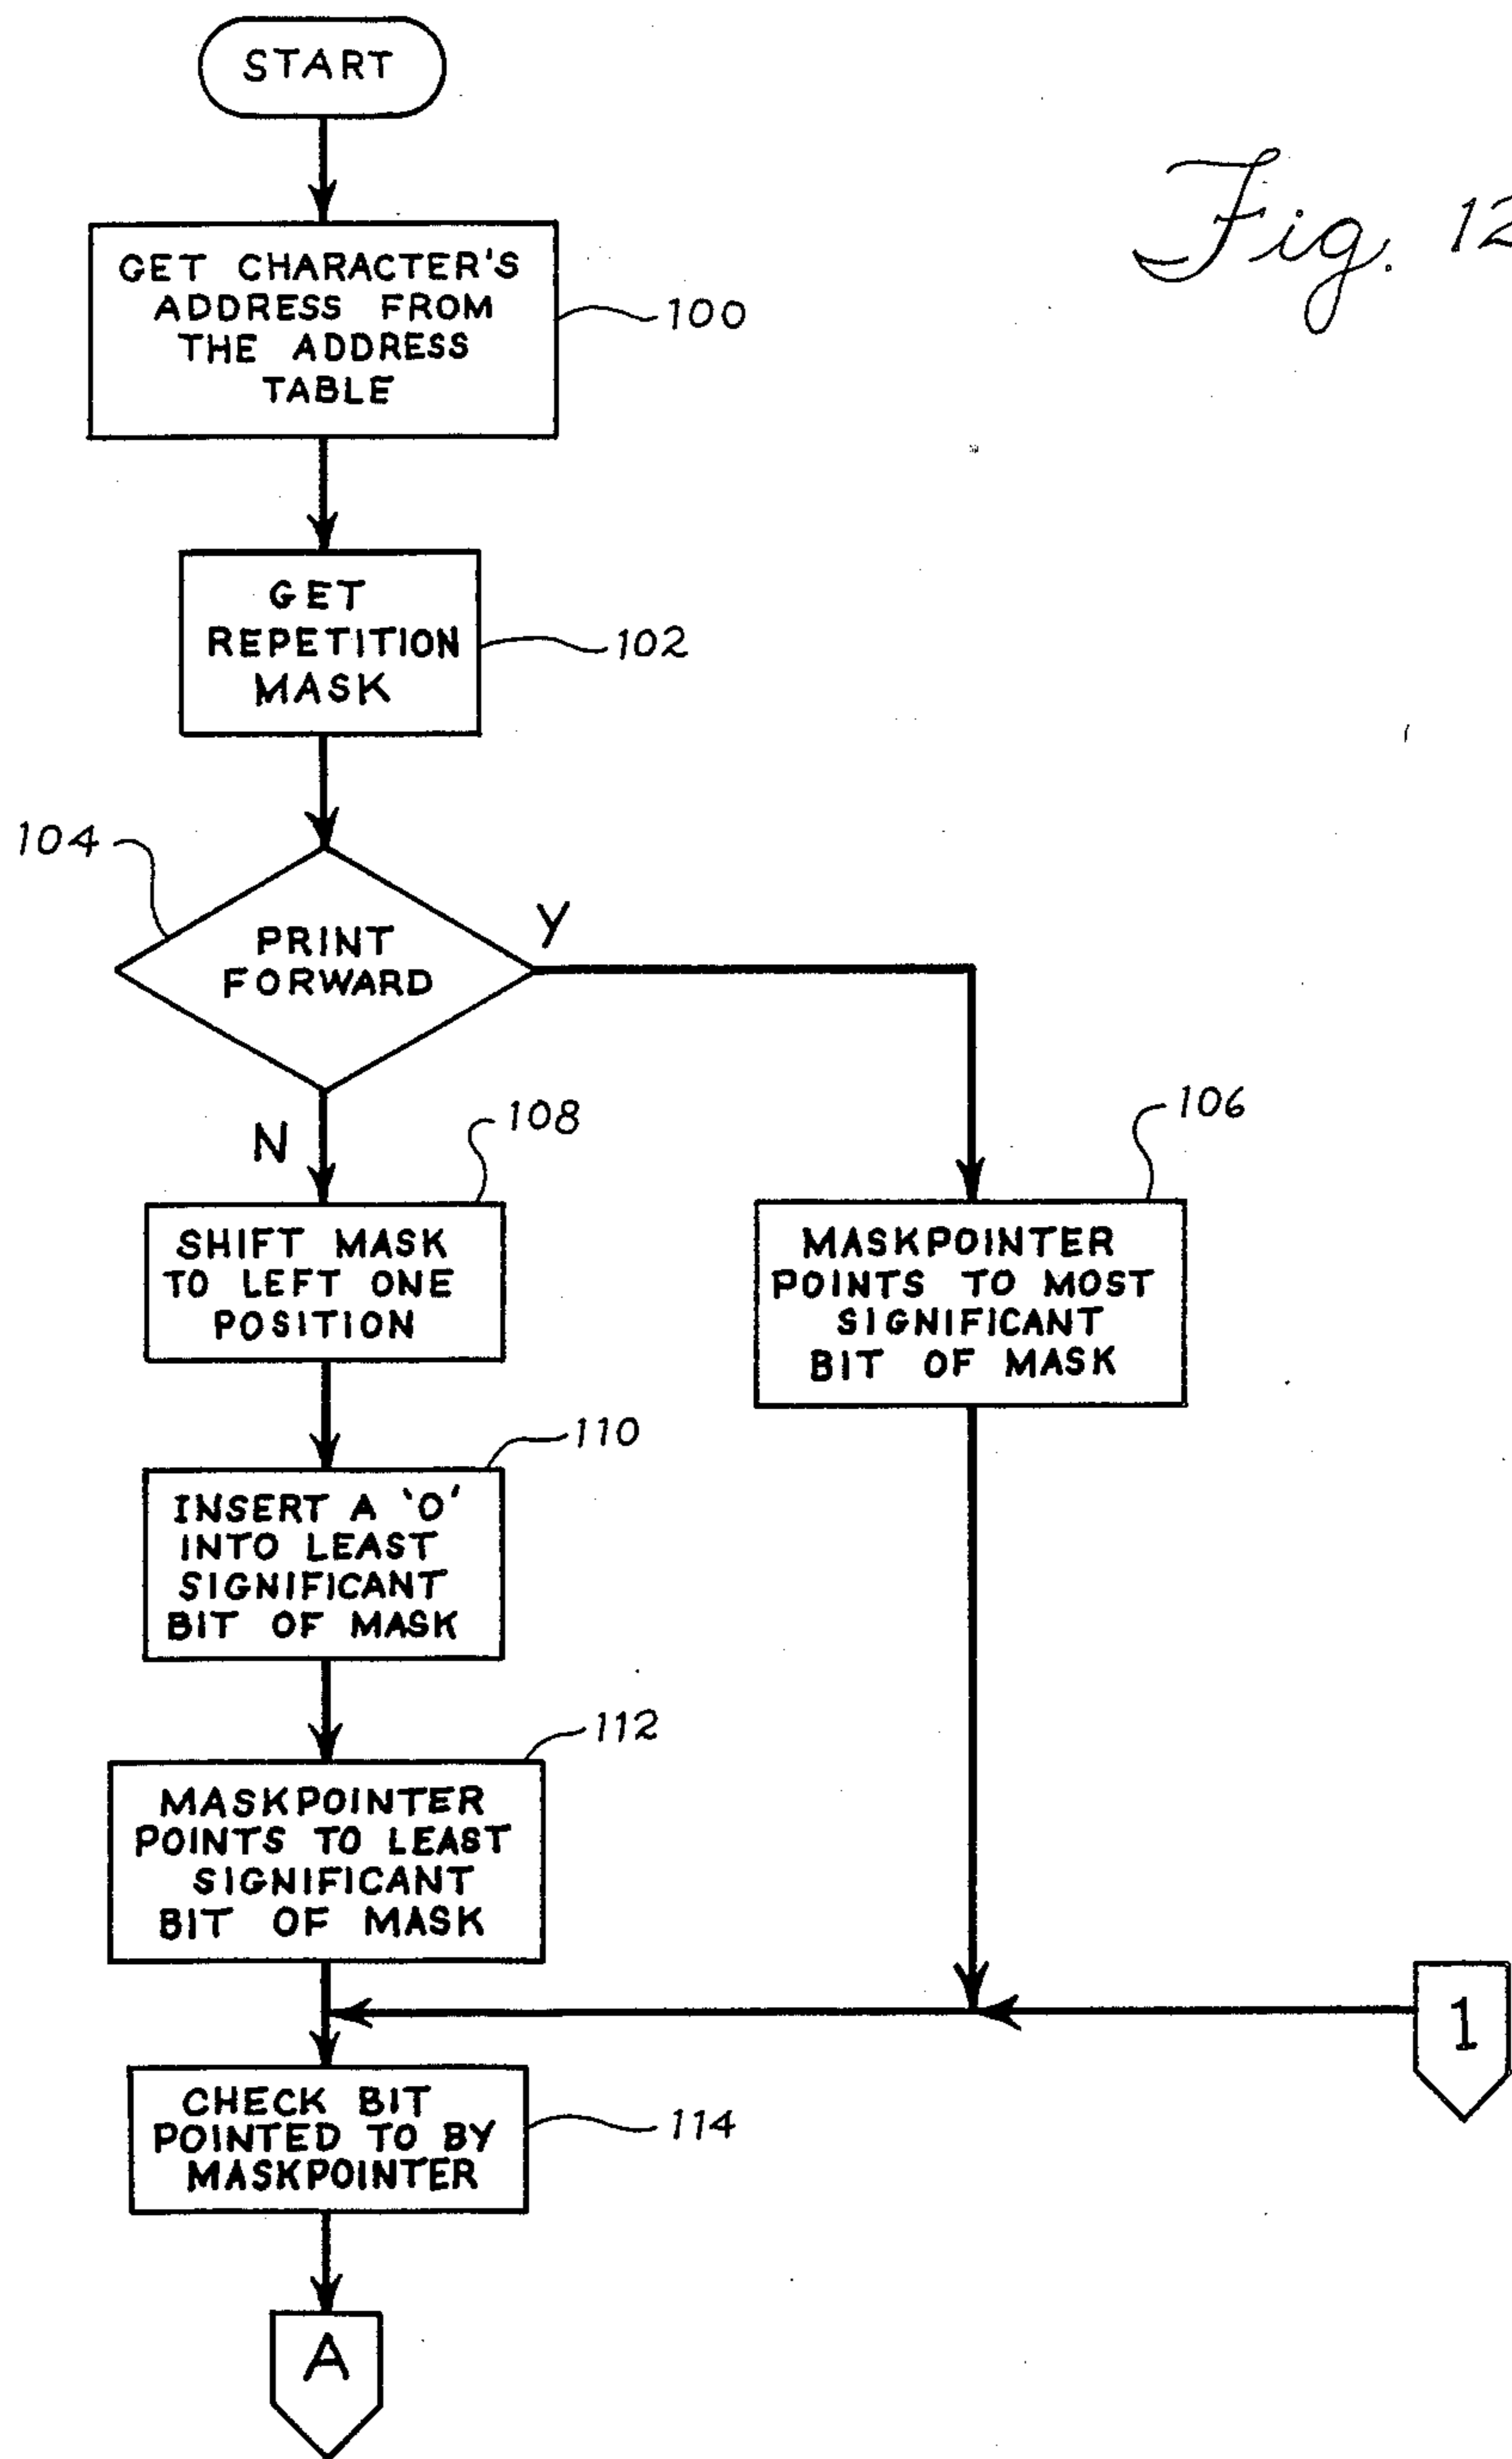 START
Fig. 12
GET CHARACTER'S
ADDRESS FROM
THE ADDRESS
TABLE
100
GET
REPETITION
MASK
102
104
PRINT
FORWARD
Y
N
108
SHIFT MASK
TO LEFT ONE
POSITION
106
MASKPOINTER
POINTS TO MOST
SIGNIFICANT
BIT OF MASK
110
INSERT A '0'
INTO LEAST
SIGNIFICANT
BIT OF MASK
112
MASKPOINTER
POINTS TO LEAST
SIGNIFICANT
BIT OF MASK
1
CHECK BIT
POINTED TO BY
MASKPOINTER
114
A